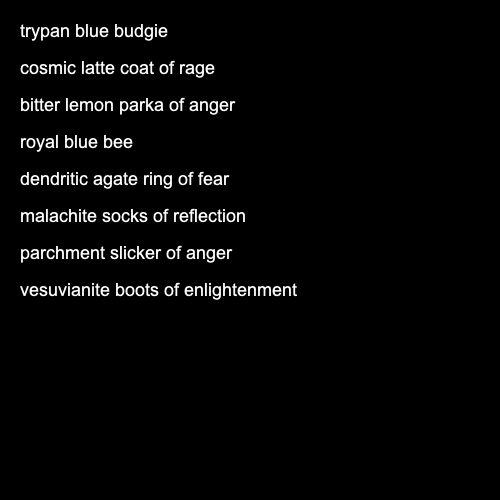 trypan blue budgie
cosmic latte coat of rage
bitter lemon parka of anger
royal blue bee
dendritic agate ring of fear
malachite socks of reflection
parchment slicker of anger
vesuvianite boots of enlightenment